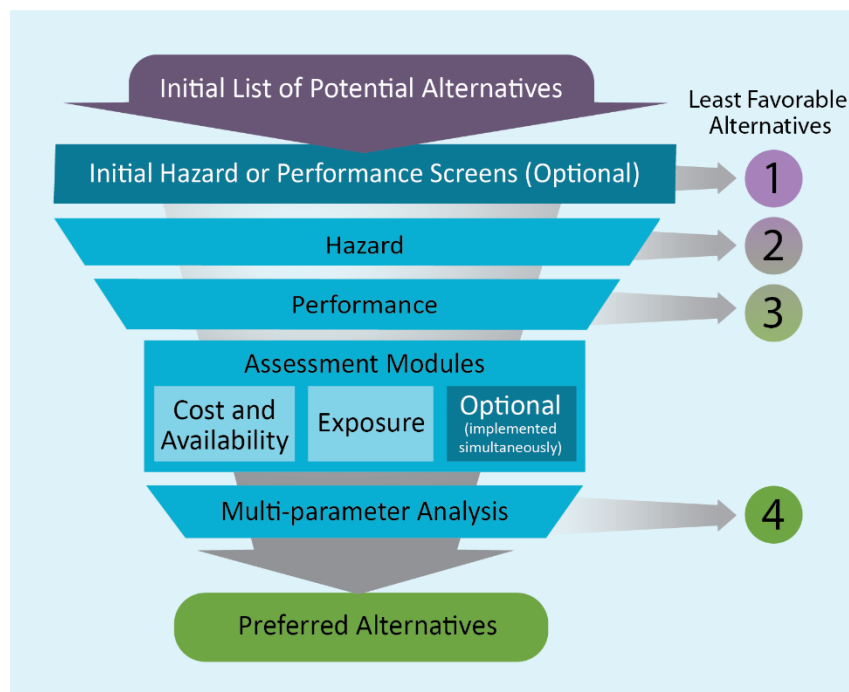 Initial List of Potential Alternatives
Least Favorable
Alternatives
Initial Hazard or Performance Screens (Optional)
1
Hazard
2
Performance
3
Assessment Modules
Cost and
Availability
Exposure
Optional
(implemented
simultaneously)
Multi-parameter Analysis
4
Preferred Alternatives